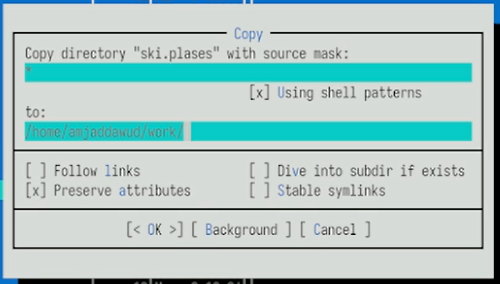 Copy
Copy directory "ski.plases" with source mask:
*
[x] Using shell patterns
to:
/home/amjaddawud/work/
[ ] Follow links [ ] Dive into subdir if exists
[x] Preserve attributes [ ] Stable symlinks
[< OK >] [ Background ] [ Cancel ]